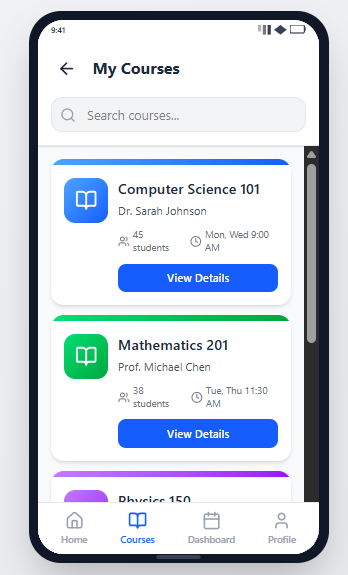 9:41
My Courses
Search courses...
Computer Science 101
Dr. Sarah Johnson
45 students
Mon, Wed 9:00 AM
View Details
Mathematics 201
Prof. Michael Chen
38 students
Tue, Thu 11:30 AM
View Details
Physics 150
Home Courses Dashboard Profile